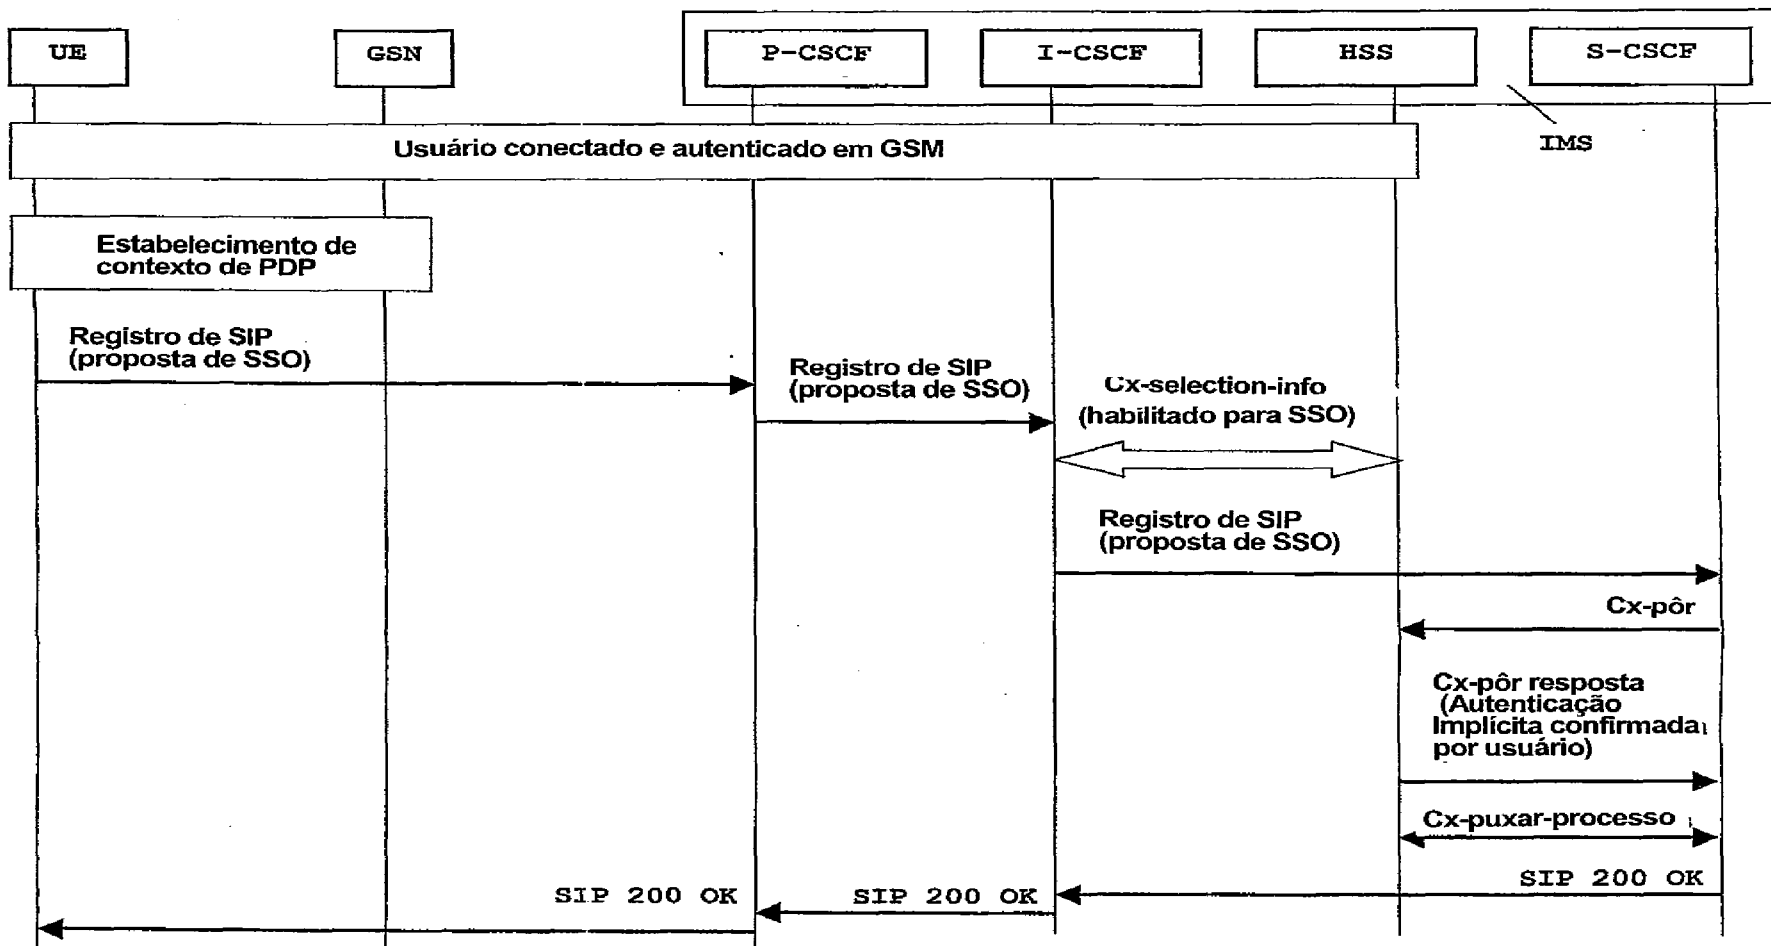 UE
GSN
P-CSCF
I-CSCF
HSS
S-CSCF
IMS
Usuário conectado e autenticado em GSM
Estabelecimento de
contexto de PDP
Registro de SIP
(proposta de SSO)
Registro de SIP
(proposta de SSO)
Cx-selection-info
(habilitado para SSO)
Registro de SIP
(proposta de SSO)
Cx-pôr
Cx-pôr resposta
(Autenticação
Implícita confirmada
por usuário)
Cx-puxar-processo
SIP 200 OK
SIP 200 OK
SIP 200 OK